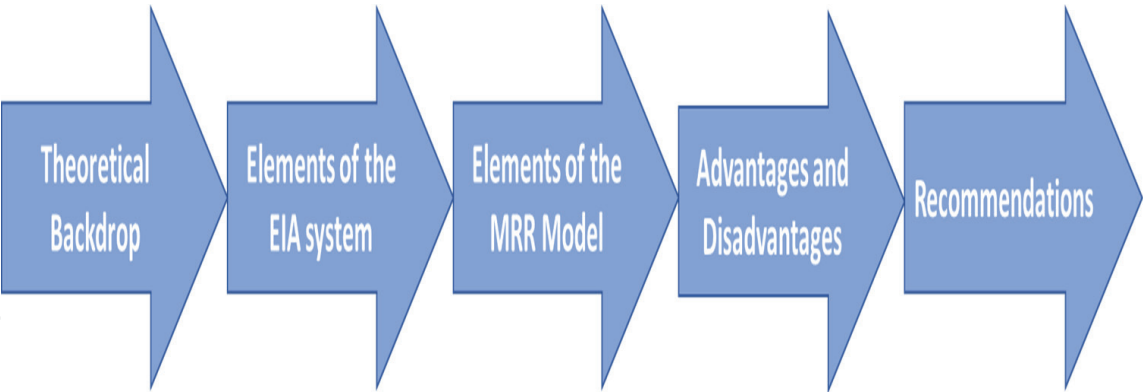 Theoretical
Backdrop
Elements of the
EIA system
Elements of the
MRR Model
Advantages and
Disadvantages
Recommendations